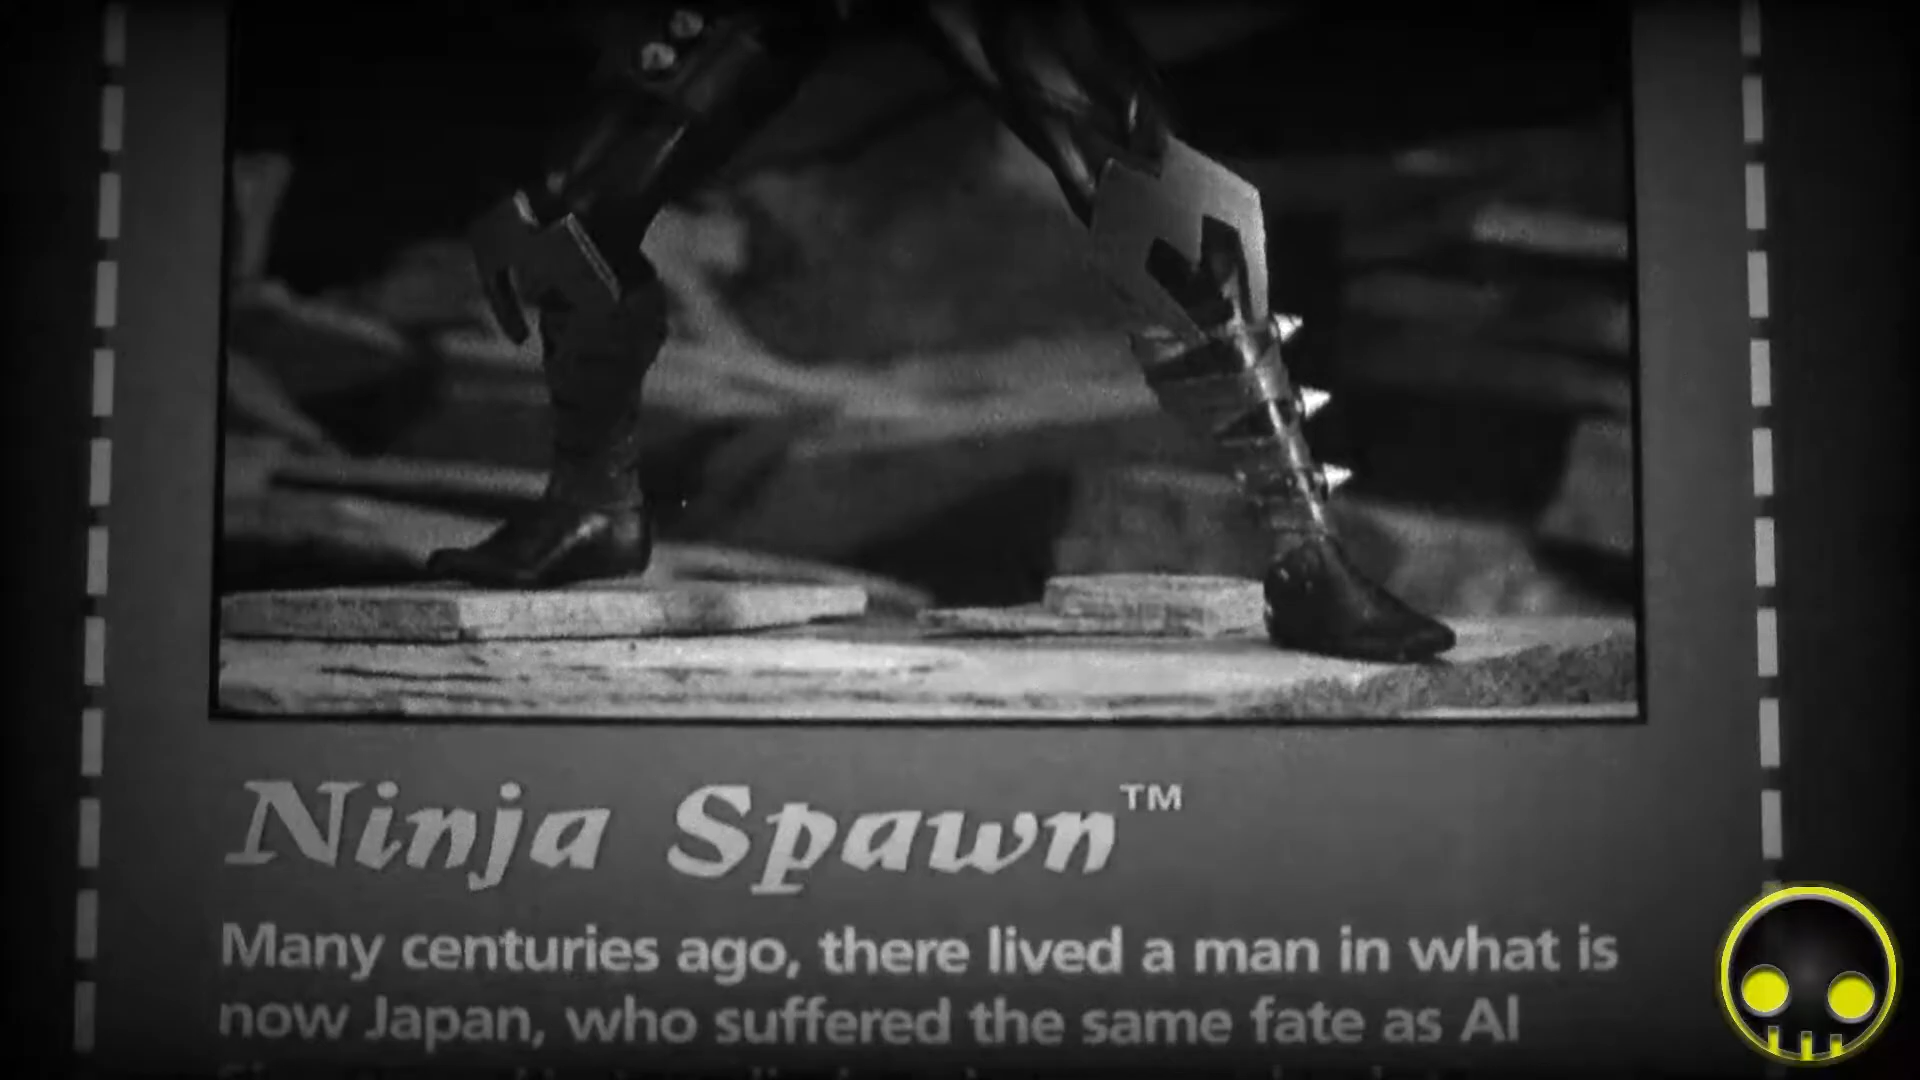 Ninja Spawn™
Many centuries ago, there lived a man in what is
now Japan, who suffered the same fate as Al